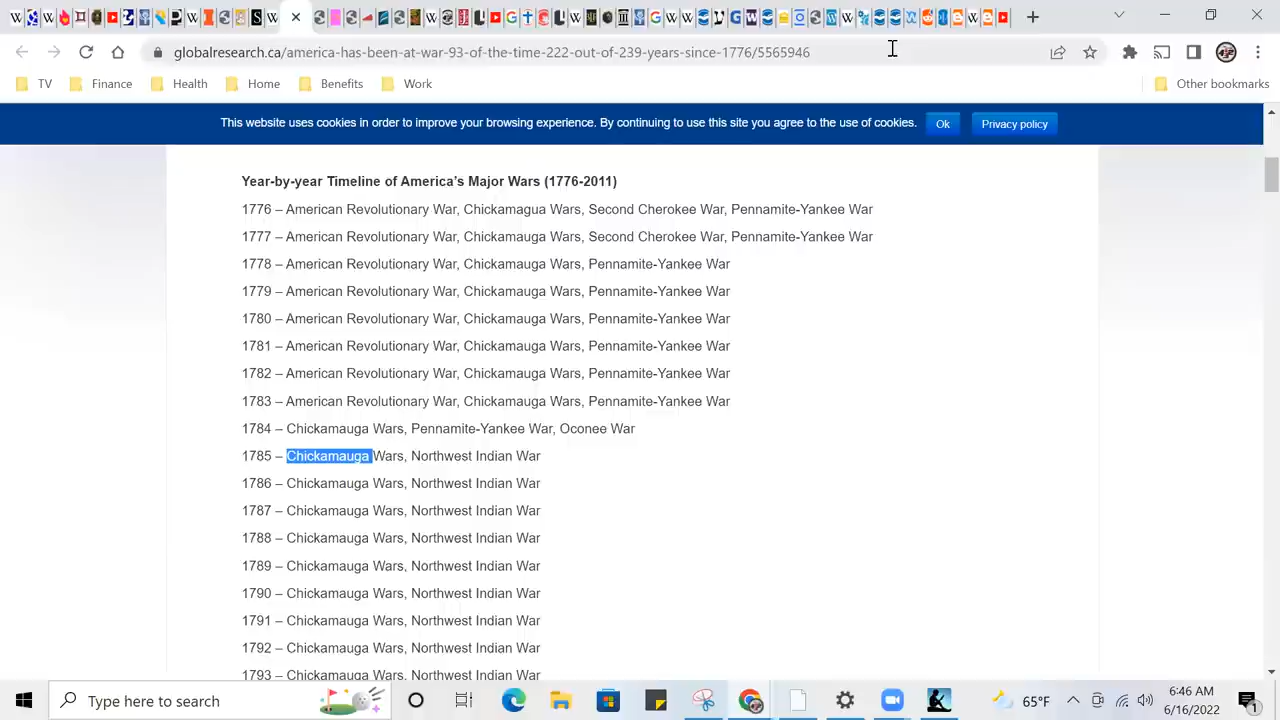 globalresearch.ca/america-has-been-at-war-93-of-the-time-222-out-of-239-years-since-1776/5565946
TV Finance Health Home Benefits Work Other bookmarks
This website uses cookies in order to improve your browsing experience. By continuing to use this site you agree to the use of cookies. Ok Privacy policy
Year-by-year Timeline of America's Major Wars (1776-2011)
1776 – American Revolutionary War, Chickamagua Wars, Second Cherokee War, Pennamite-Yankee War
1777 – American Revolutionary War, Chickamauga Wars, Second Cherokee War, Pennamite-Yankee War
1778 – American Revolutionary War, Chickamauga Wars, Pennamite-Yankee War
1779 – American Revolutionary War, Chickamauga Wars, Pennamite-Yankee War
1780 – American Revolutionary War, Chickamauga Wars, Pennamite-Yankee War
1781 – American Revolutionary War, Chickamauga Wars, Pennamite-Yankee War
1782 – American Revolutionary War, Chickamauga Wars, Pennamite-Yankee War
1783 – American Revolutionary War, Chickamauga Wars, Pennamite-Yankee War
1784 – Chickamauga Wars, Pennamite-Yankee War, Oconee War
1785 – Chickamauga Wars, Northwest Indian War
1786 – Chickamauga Wars, Northwest Indian War
1787 – Chickamauga Wars, Northwest Indian War
1788 – Chickamauga Wars, Northwest Indian War
1789 – Chickamauga Wars, Northwest Indian War
1790 – Chickamauga Wars, Northwest Indian War
1791 – Chickamauga Wars, Northwest Indian War
1792 – Chickamauga Wars, Northwest Indian War
1793 – Chickamauga Wars, Northwest Indian War
Type here to search 65°F 6:46 AM
6/16/2022 1